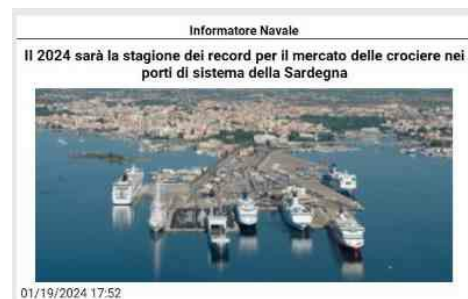 Informatore Navale
Il 2024 sarà la stagione dei record per il mercato delle crociere nei
porti di sistema della Sardegna
01/19/2024 17:52